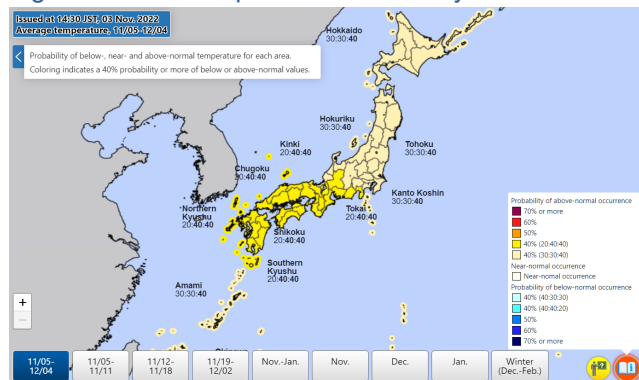 Issued at 14:30 JST, 03 Nov. 2022
Average temperature, 11/05-12/04
Probability of below-, near- and above-normal temperature for each area.
Coloring indicates a 40% probability or more of below or above-normal values.
Hokkaido
30:30:40
Hokuriku
30:30:40
Tohoku
30:30:40
Kinki
20:40:40
Chugoku
20:40:40
Kanto Koshin
30:30:40
Tokai
20:40:40
Northern
Kyushu
20:40:40
Shikoku
20:40:40
Southern
Kyushu
20:40:40
Amami
30:30:40
Probability of above-normal occurrence
70% or more
60%
50%
40% (20:40:40)
40% (30:30:40)
Near-normal occurrence
Near-normal occurrence
Probability of below-normal occurrence
40% (40:30:30)
40% (40:40:20)
50%
60%
70% or more
+
−
11/05-
12/04
11/05-
11/11
11/12-
11/18
11/19-
12/02
Nov.-Jan.
Nov.
Dec.
Jan.
Winter
(Dec.-Feb.)